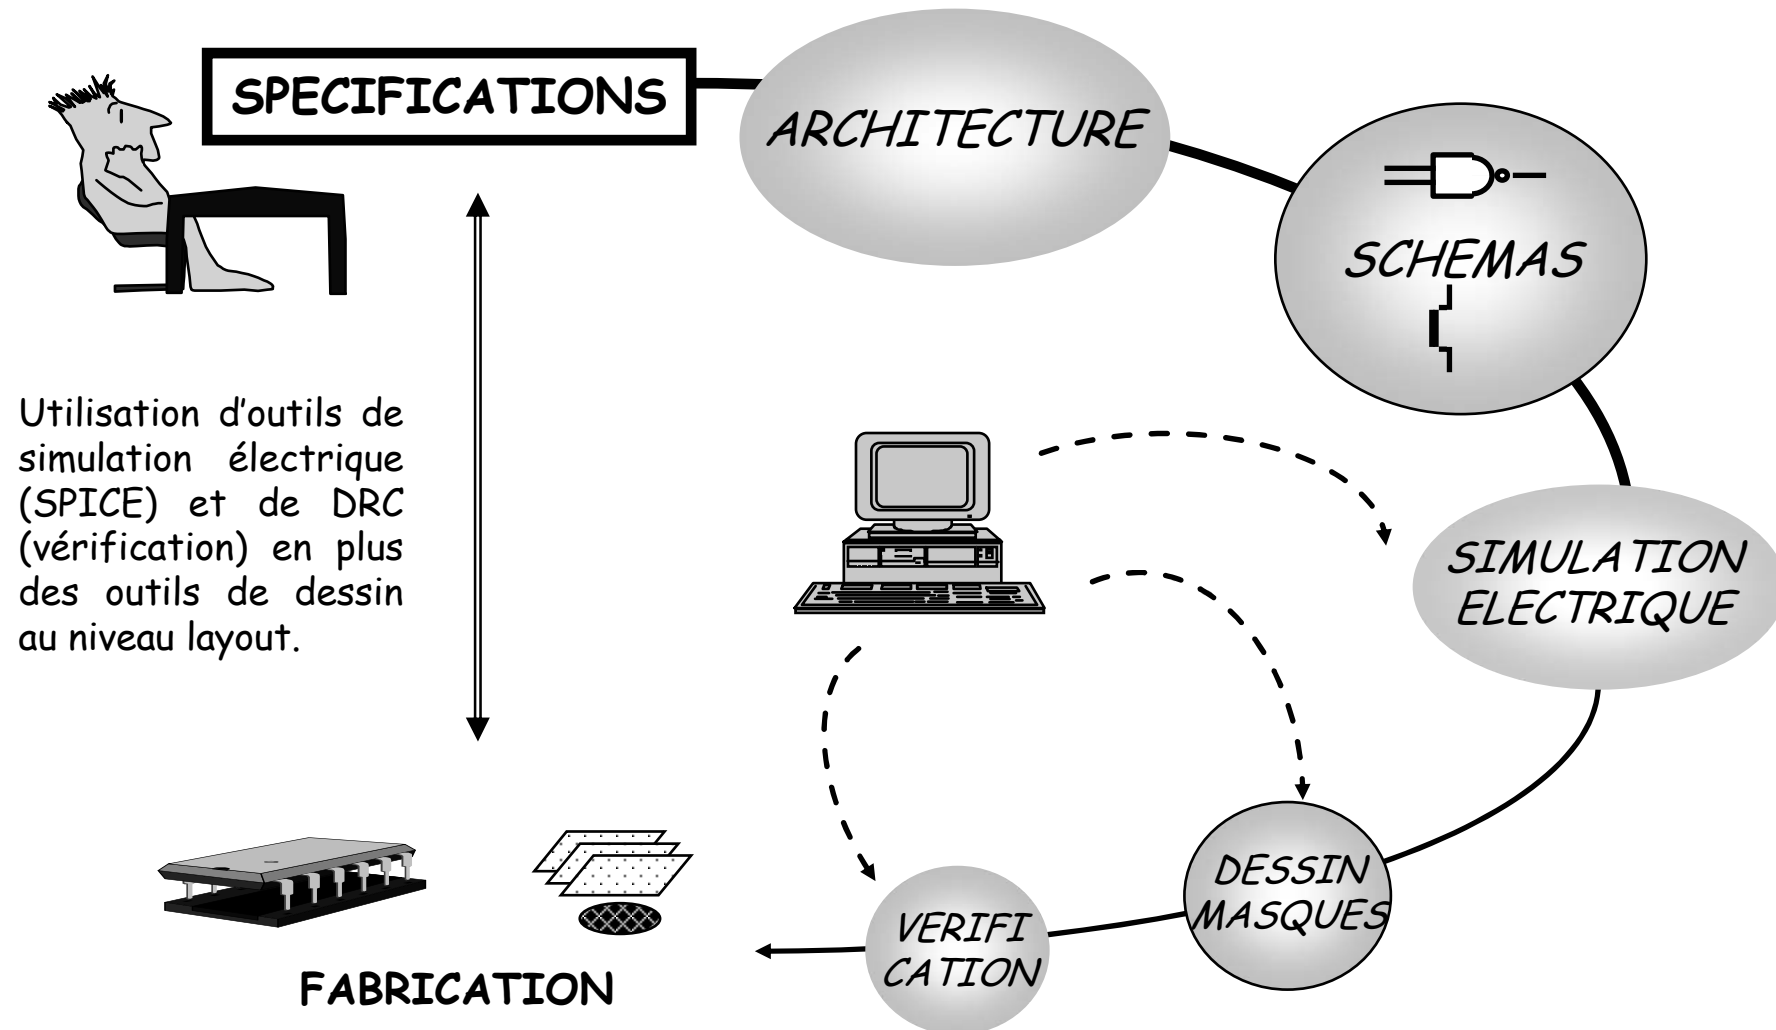 SPECIFICATIONS
ARCHITECTURE
SCHEMAS
Utilisation d'outils de
simulation électrique
(SPICE) et de DRC
(vérification) en plus
des outils de dessin
au niveau layout.
SIMULATION
ELECTRIQUE
DESSIN
MASQUES
VERIFI
CATION
FABRICATION